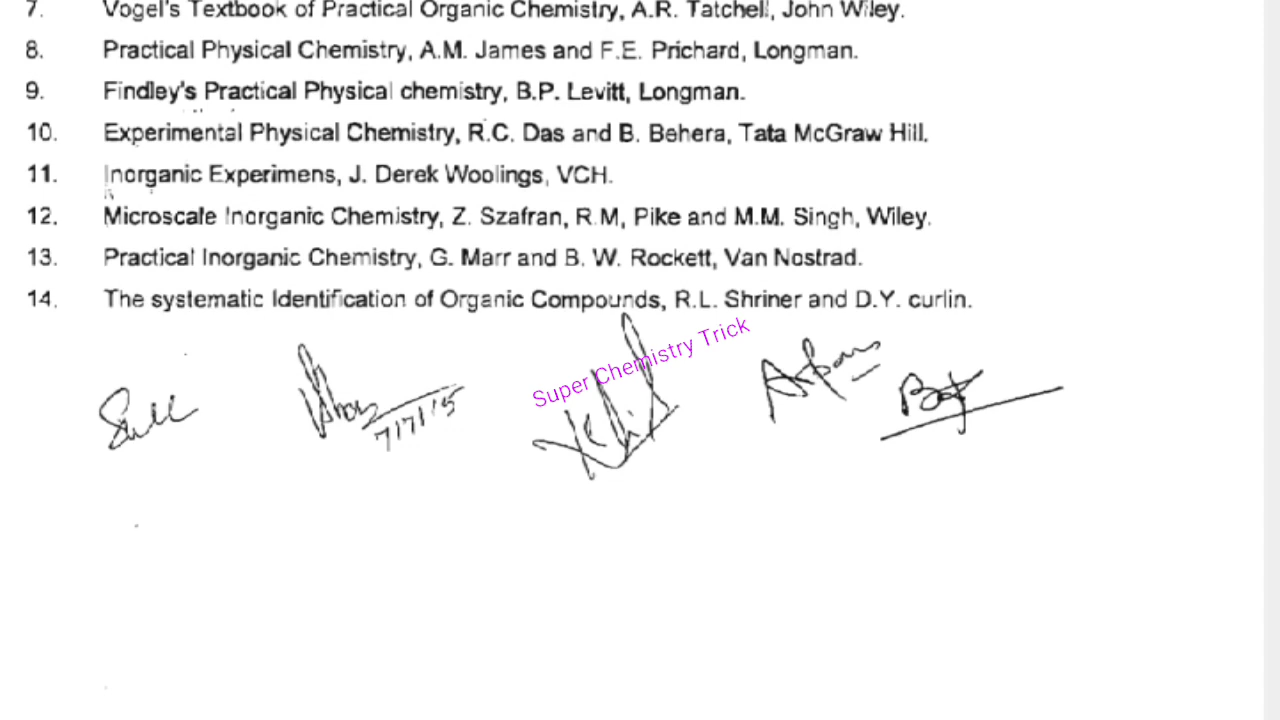 7. Vogel's Textbook of Practical Organic Chemistry, A.R. Tatchell, John Wiley.
8. Practical Physical Chemistry, A.M. James and F.E. Prichard, Longman.
9. Findley's Practical Physical chemistry, B.P. Levitt, Longman.
10. Experimental Physical Chemistry, R.C. Das and B. Behera, Tata McGraw Hill.
11. Inorganic Experimens, J. Derek Woolings, VCH.
12. Microscale Inorganic Chemistry, Z. Szafran, R.M, Pike and M.M. Singh, Wiley.
13. Practical Inorganic Chemistry, G. Marr and B. W. Rockett, Van Nostrad.
14. The systematic Identification of Organic Compounds, R.L. Shriner and D.Y. curlin.
Super Chemistry Trick
7/7/15